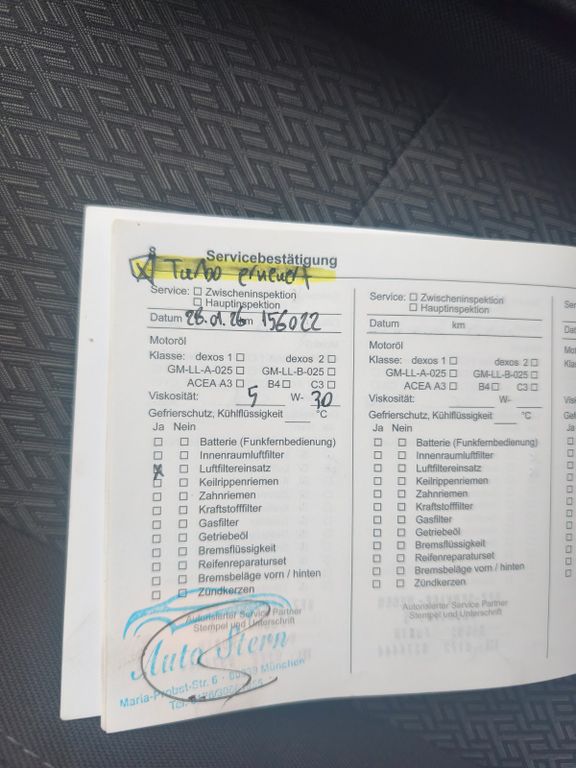 Servicebestätigung
Turbo erneuert
Service: Zwischeninspektion
Hauptinspektion
Datum 28.01.26 km 156022
Motoröl
Klasse: dexos 1 dexos 2
GM-LL-A-025 GM-LL-B-025
ACEA A3 B4 C3
Viskosität: 5 W- 30
Gefrierschutz, Kühlflüssigkeit °C
Ja Nein
Batterie (Funkfernbedienung)
Innenraumluftfilter
Luftfiltereinsatz
Keilrippenriemen
Zahnriemen
Kraftstofffilter
Gasfilter
Getriebeöl
Bremsflüssigkeit
Reifenreparaturset
Bremsbeläge vorn / hinten
Zündkerzen
Autorisierter Service Partner
Stempel und Unterschrift
Auto Stern
Maria-Probst-Str. 6 · München
Tel.
Service: Zwischeninspektion
Hauptinspektion
Datum km
Motoröl
Klasse: dexos 1 dexos 2
GM-LL-A-025 GM-LL-B-025
ACEA A3 B4 C3
Viskosität: W-
Gefrierschutz, Kühlflüssigkeit °C
Ja Nein
Batterie (Funkfernbedienung)
Innenraumluftfilter
Luftfiltereinsatz
Keilrippenriemen
Zahnriemen
Kraftstofffilter
Gasfilter
Getriebeöl
Bremsflüssigkeit
Reifenreparaturset
Bremsbeläge vorn / hinten
Zündkerzen
Autorisierter Service Partner
Stempel und Unterschrift